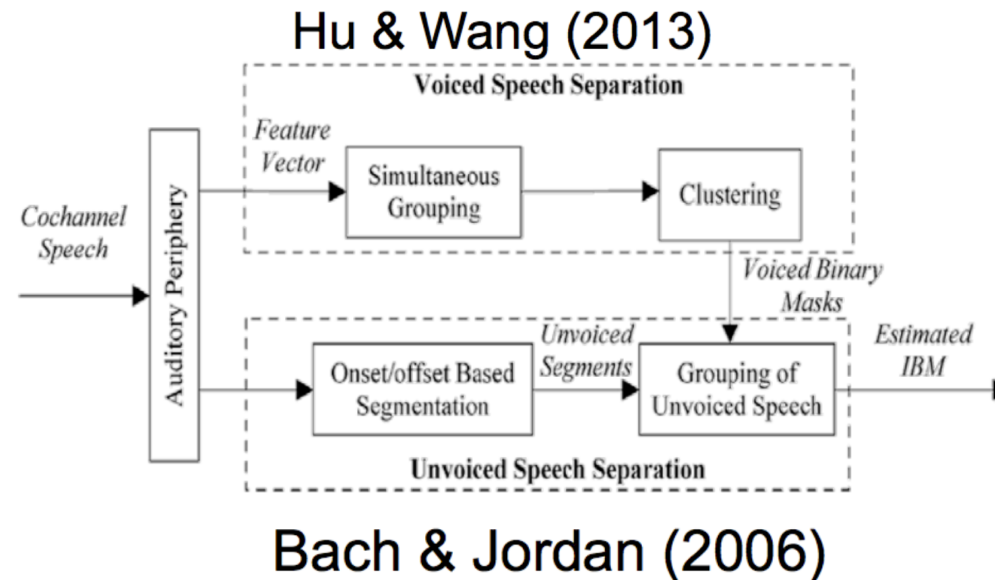 Hu & Wang (2013)
Voiced Speech Separation
Feature
Vector
Simultaneous
Grouping
Clustering
Cochannel
Speech
Auditory Periphery
Voiced Binary
Masks
Unvoiced
Segments
Estimated
IBM
Onset/offset Based
Segmentation
Grouping of
Unvoiced Speech
Unvoiced Speech Separation
Bach & Jordan (2006)